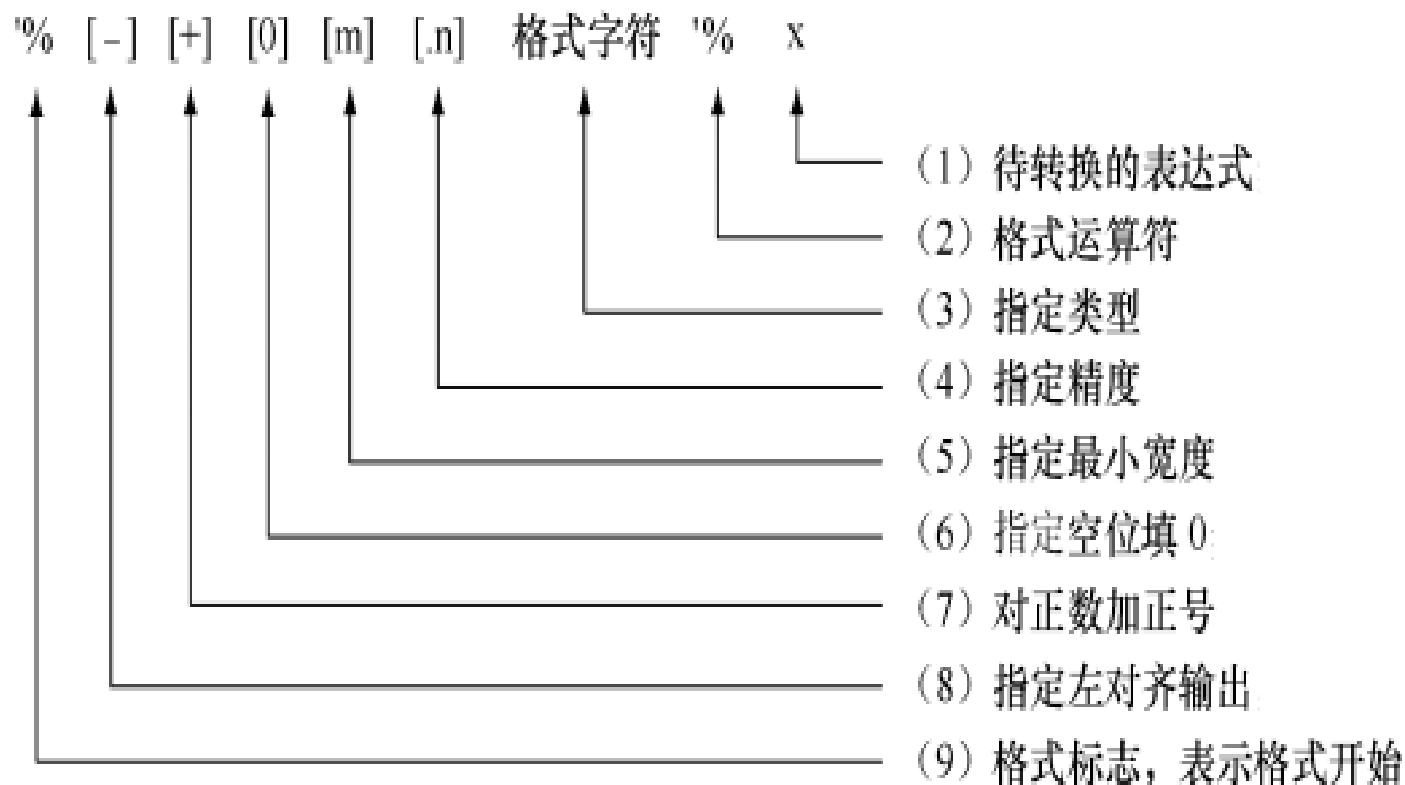 '% [-] [+] [0] [m] [.n] 格式字符 '% x
（1）待转换的表达式
（2）格式运算符
（3）指定类型
（4）指定精度
（5）指定最小宽度
（6）指定空位填 0
（7）对正数加正号
（8）指定左对齐输出
（9）格式标志，表示格式开始